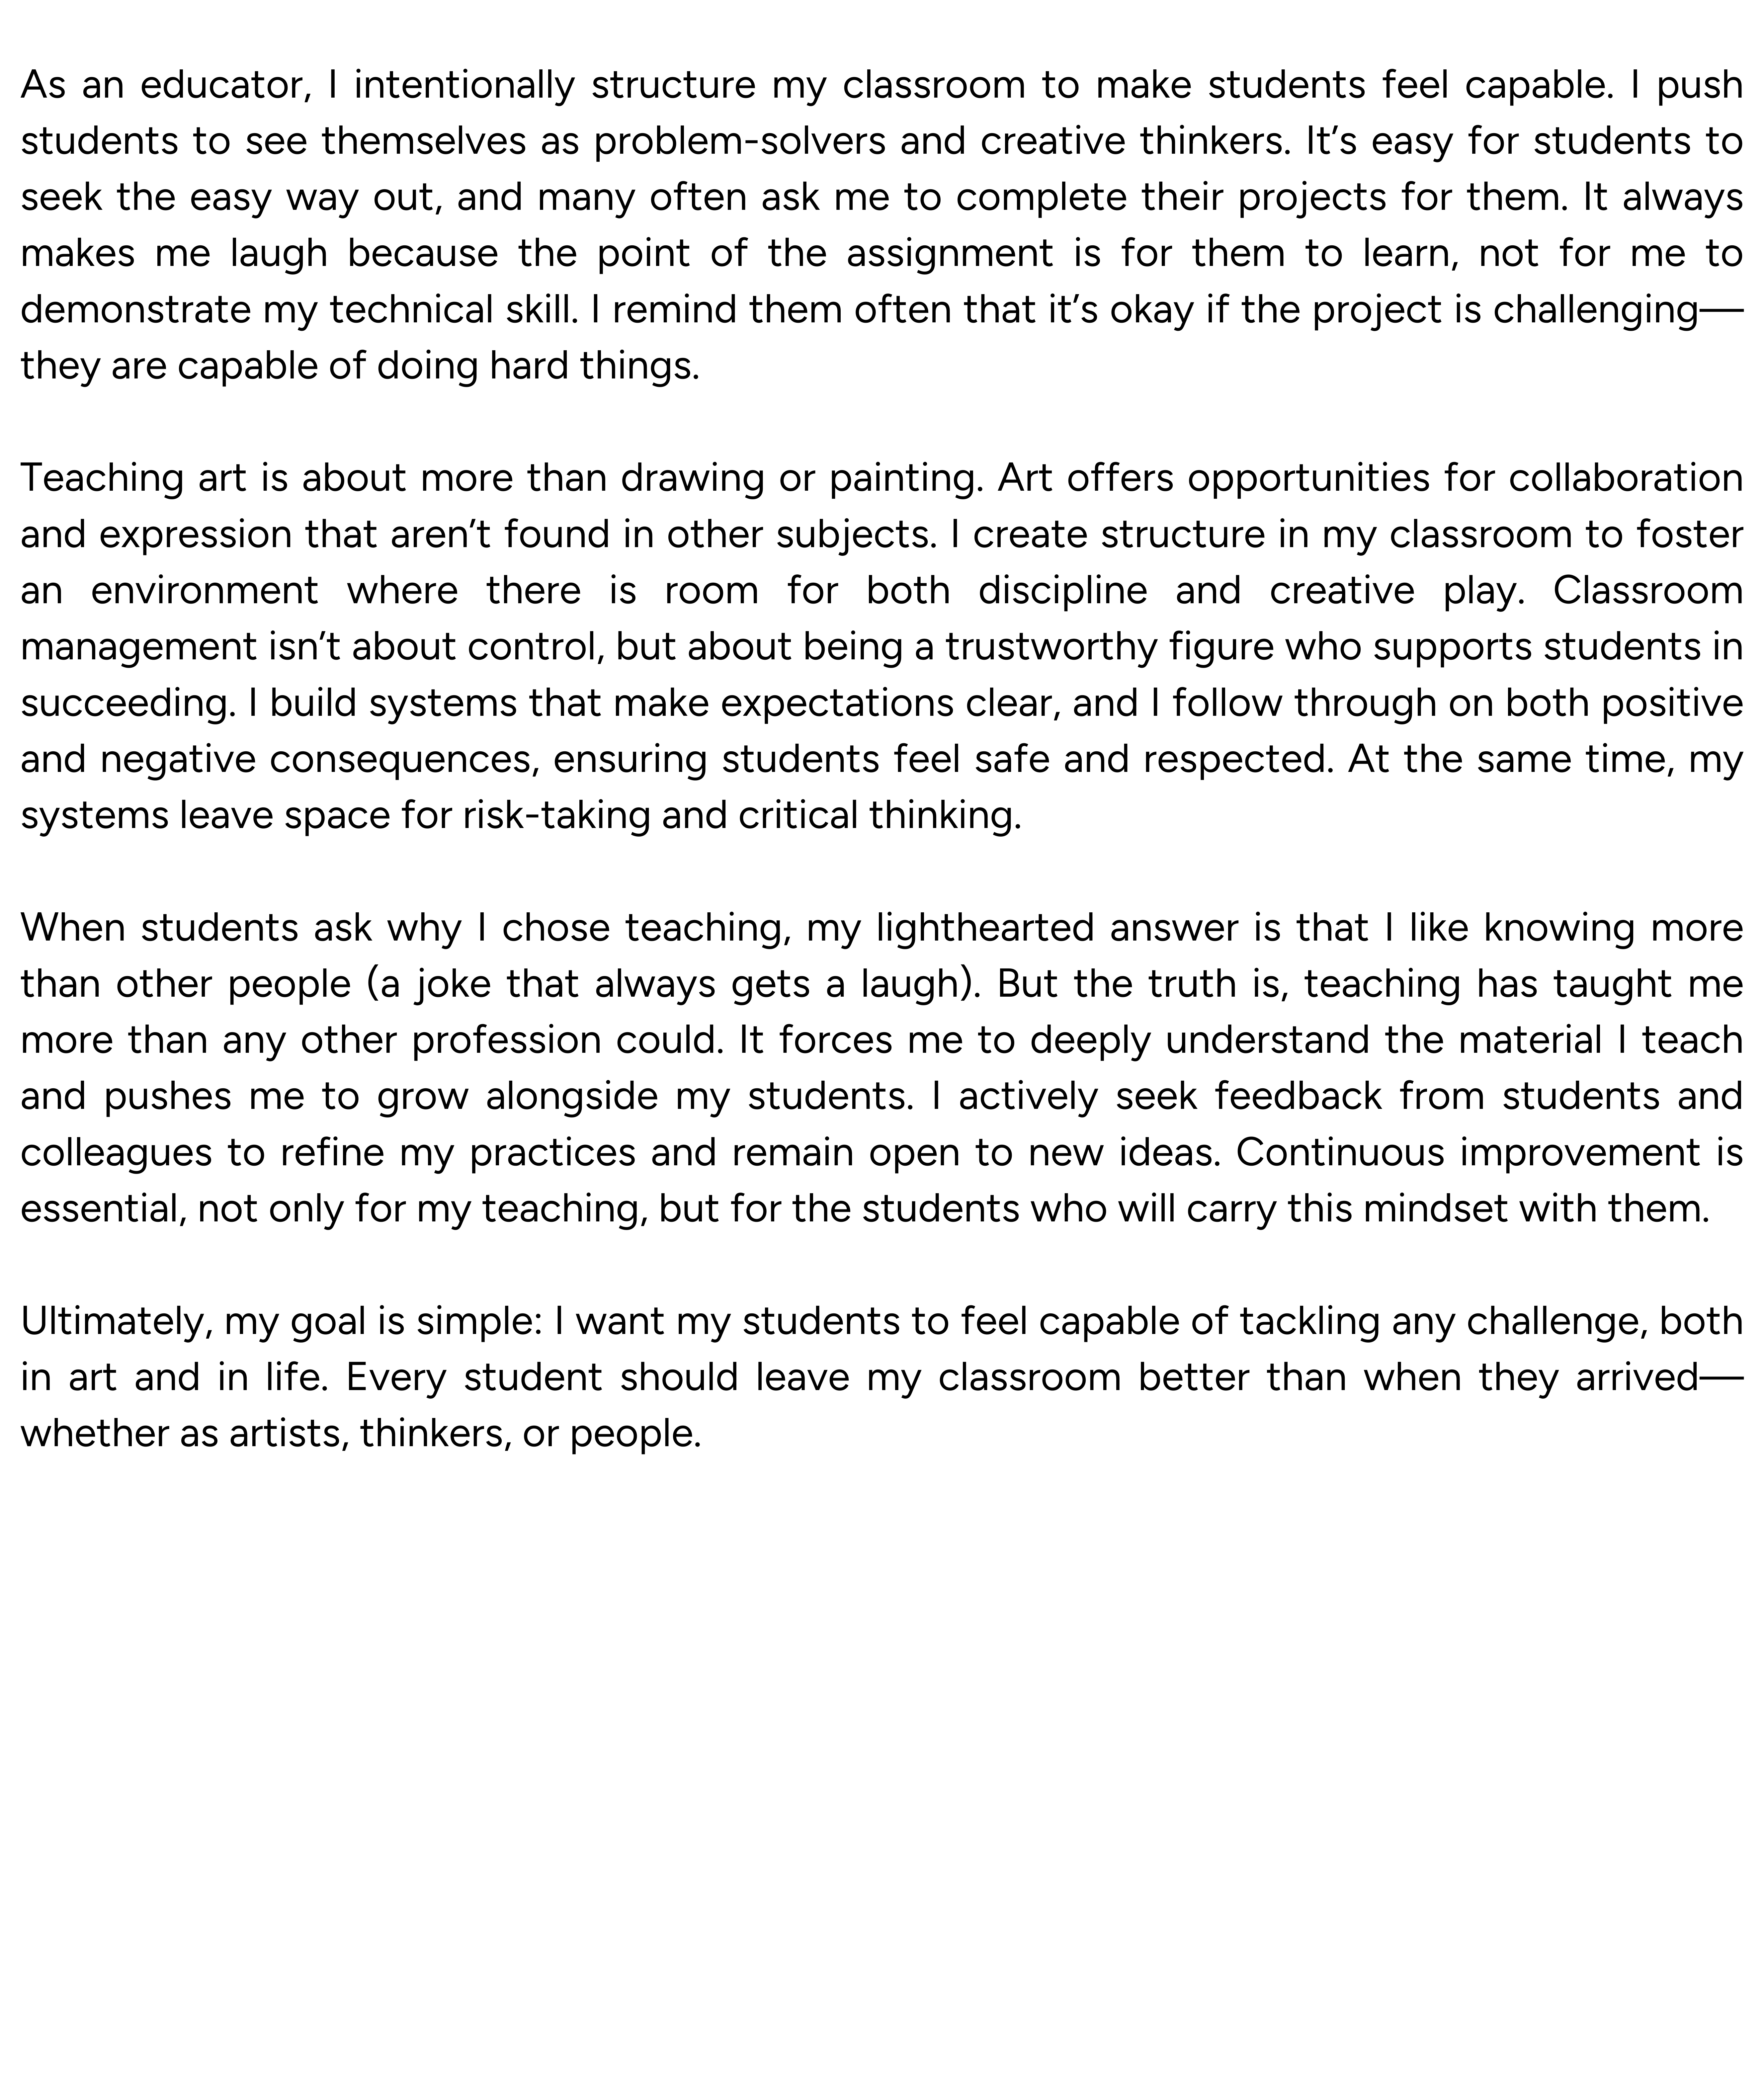 As an educator, I intentionally structure my classroom to make students feel capable. I push
students to see themselves as problem-solvers and creative thinkers. It’s easy for students to
seek the easy way out, and many often ask me to complete their projects for them. It always
makes me laugh because the point of the assignment is for them to learn, not for me to
demonstrate my technical skill. I remind them often that it’s okay if the project is challenging—
they are capable of doing hard things.

Teaching art is about more than drawing or painting. Art offers opportunities for collaboration
and expression that aren’t found in other subjects. I create structure in my classroom to foster
an environment where there is room for both discipline and creative play. Classroom
management isn’t about control, but about being a trustworthy figure who supports students in
succeeding. I build systems that make expectations clear, and I follow through on both positive
and negative consequences, ensuring students feel safe and respected. At the same time, my
systems leave space for risk-taking and critical thinking.

When students ask why I chose teaching, my lighthearted answer is that I like knowing more
than other people (a joke that always gets a laugh). But the truth is, teaching has taught me
more than any other profession could. It forces me to deeply understand the material I teach
and pushes me to grow alongside my students. I actively seek feedback from students and
colleagues to refine my practices and remain open to new ideas. Continuous improvement is
essential, not only for my teaching, but for the students who will carry this mindset with them.

Ultimately, my goal is simple: I want my students to feel capable of tackling any challenge, both
in art and in life. Every student should leave my classroom better than when they arrived—
whether as artists, thinkers, or people.